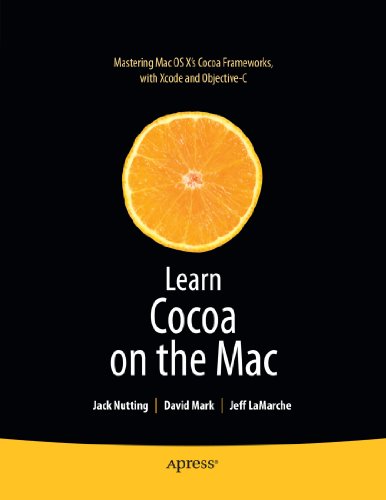 Mastering Mac OS X's Cocoa Frameworks,
with Xcode and Objective-C
Learn
Cocoa
on the Mac
Jack Nutting | David Mark | Jeff LaMarche
Apress®